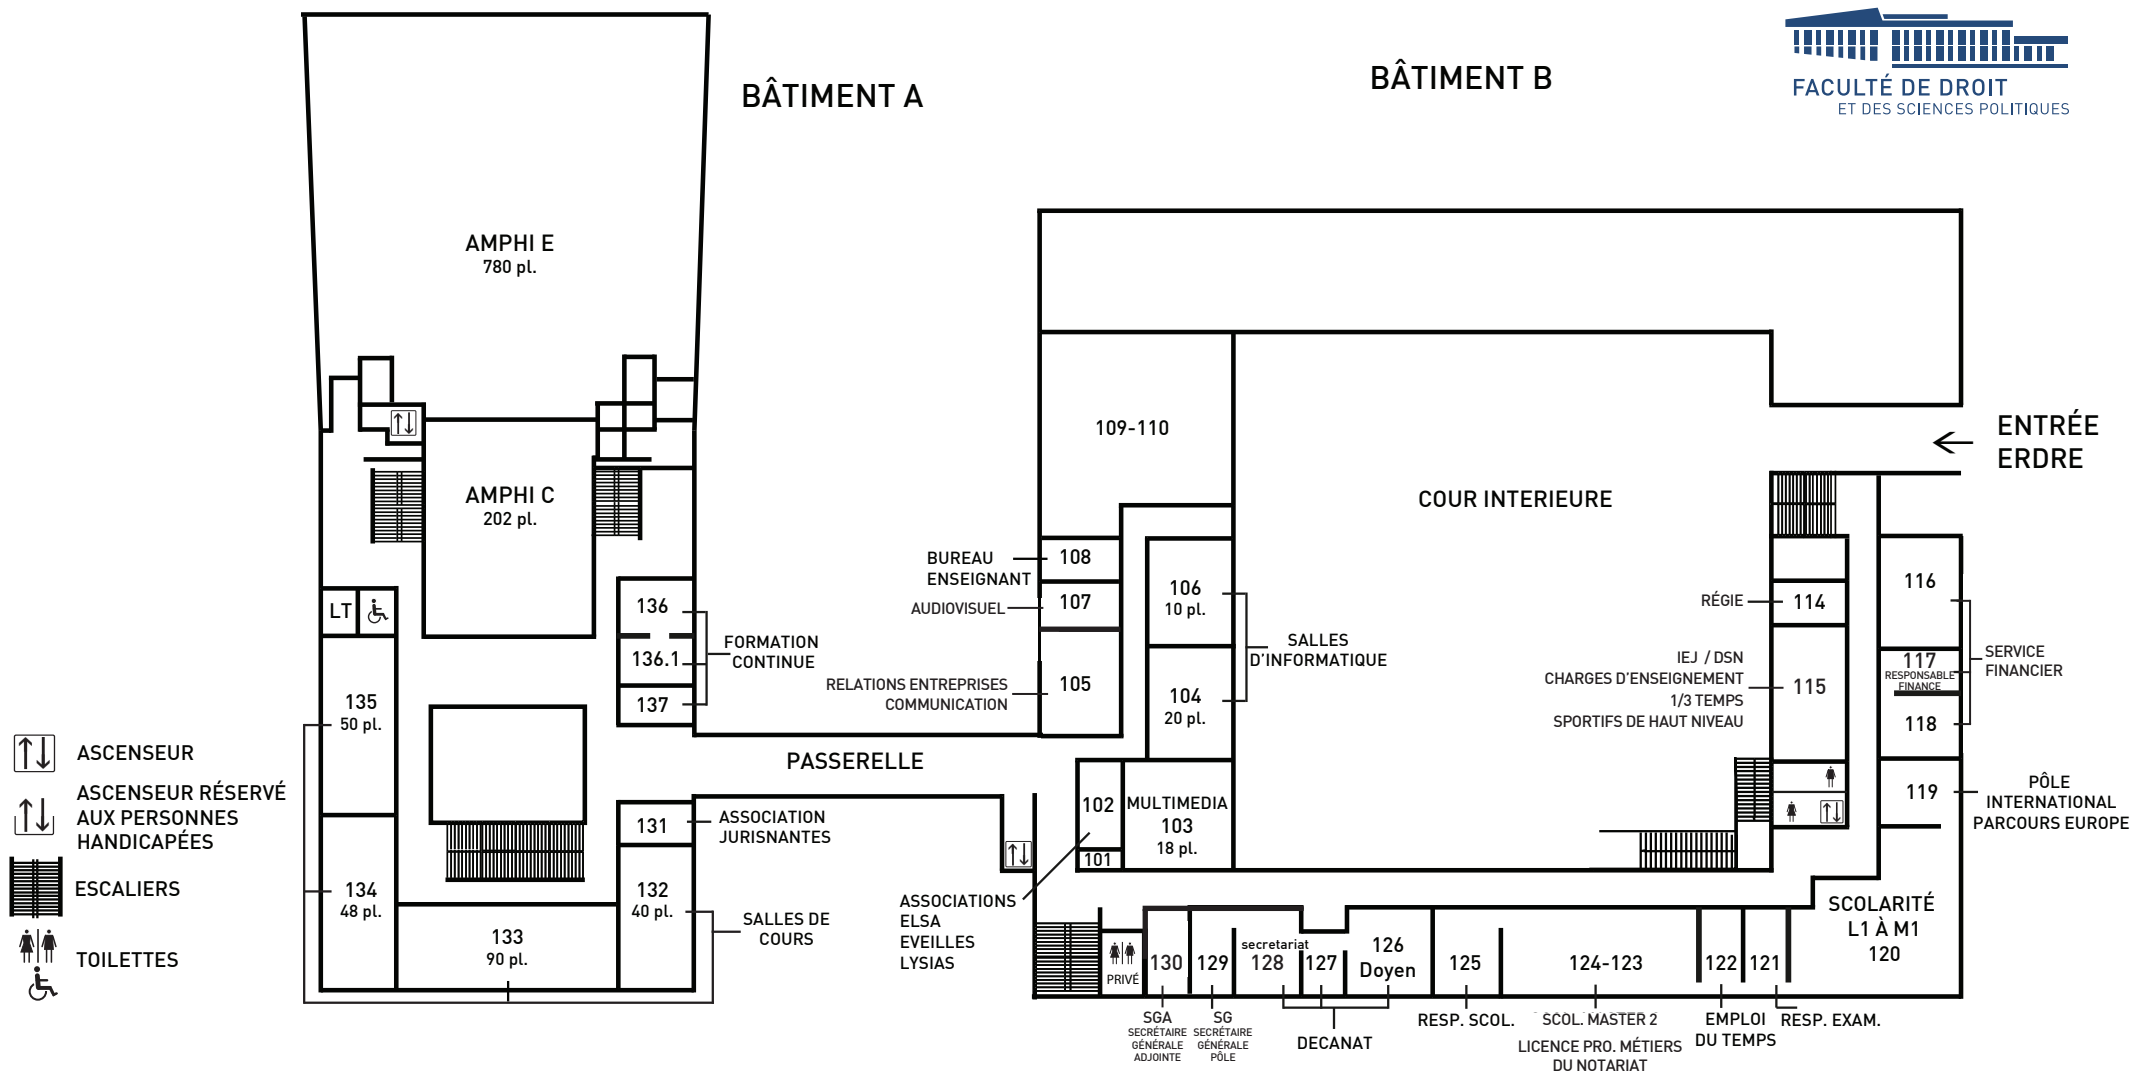 BÂTIMENT A
BÂTIMENT B
FACULTÉ DE DROIT
ET DES SCIENCES POLITIQUES
AMPHI E
780 pl.
AMPHI C
202 pl.
LT
135
50 pl.
134
48 pl.
133
90 pl.
136
136.1
137
FORMATION
CONTINUE
131
ASSOCIATION
JURISNANTES
132
40 pl.
SALLES DE
COURS
PASSERELLE
ASCENSEUR
ASCENSEUR RÉSERVÉ
AUX PERSONNES
HANDICAPÉES
ESCALIERS
TOILETTES
109-110
COUR INTERIEURE
ENTRÉE
ERDRE
BUREAU
ENSEIGNANT
108
AUDIOVISUEL
107
RELATIONS ENTREPRISES
COMMUNICATION
105
106
10 pl.
104
20 pl.
SALLES
D'INFORMATIQUE
102
101
MULTIMEDIA
103
18 pl.
ASSOCIATIONS
ELSA
EVEILLES
LYSIAS
RÉGIE
114
IEJ / DSN
CHARGES D'ENSEIGNEMENT
1/3 TEMPS
SPORTIFS DE HAUT NIVEAU
115
116
117
RESPONSABLE
FINANCE
118
SERVICE
FINANCIER
119
PÔLE
INTERNATIONAL
PARCOURS EUROPE
SCOLARITÉ
L1 À M1
120
PRIVÉ
130
129
secretariat
128
127
126
Doyen
125
124-123
122
121
SGA
SECRÉTAIRE
GÉNÉRALE
ADJOINTE
SG
SECRÉTAIRE
GÉNÉRALE
PÔLE
DECANAT
RESP. SCOL.
SCOL. MASTER 2
LICENCE PRO. MÉTIERS
DU NOTARIAT
EMPLOI
DU TEMPS
RESP. EXAM.